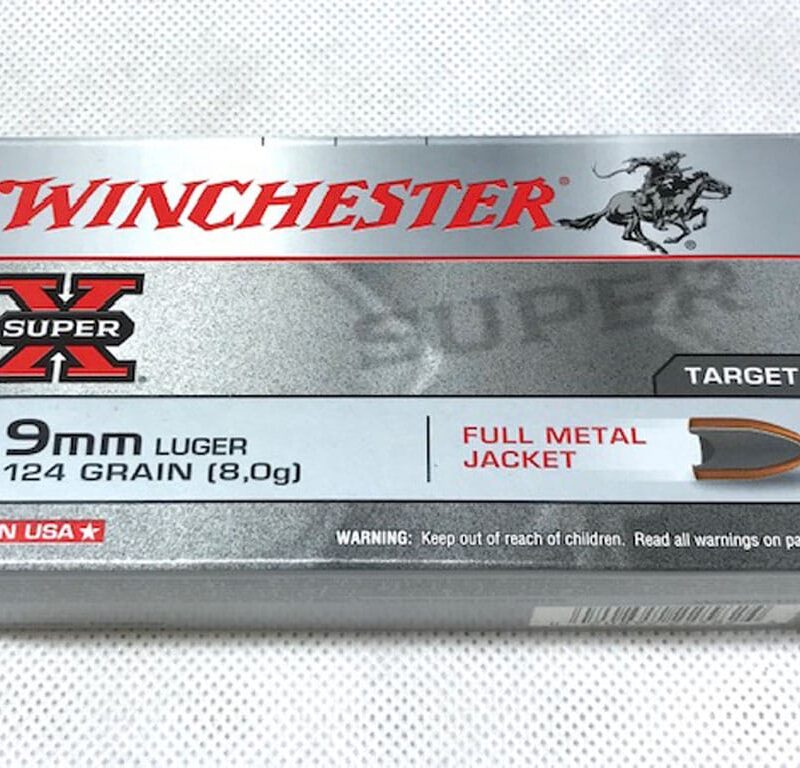 WINCHESTER®
®
SUPER X
SUPER
TARGET
9mm LUGER
124 GRAIN (8,0g)
FULL METAL
JACKET
N USA
WARNING: Keep out of reach of children. Read all warnings on pa